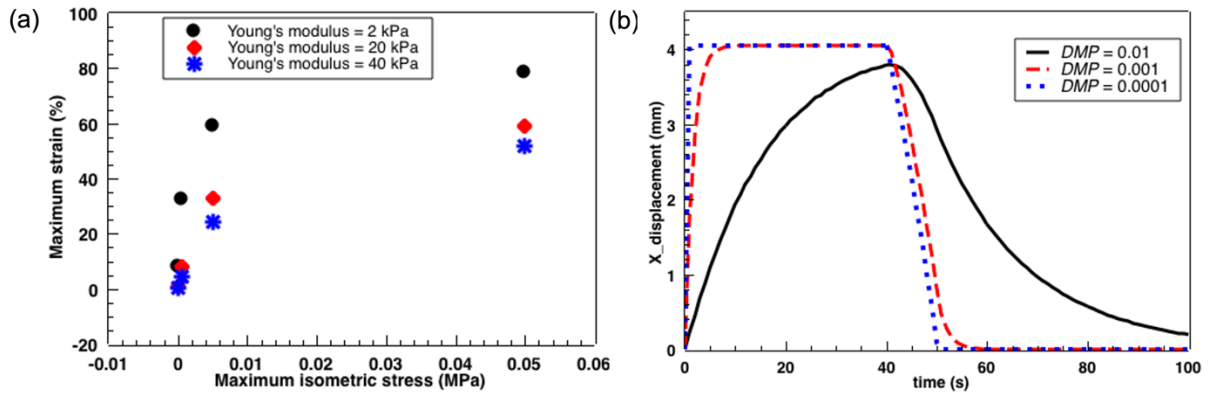 (a)
Maximum strain (%)
100
80
60
40
20
0
-20
Young's modulus = 2 kPa
Young's modulus = 20 kPa
Young's modulus = 40 kPa
-0.01
0
0.01
0.02
0.03
0.04
0.05
0.06
Maximum isometric stress (MPa)
(b)
X_displacement (mm)
4
3
2
1
0
DMP = 0.01
DMP = 0.001
DMP = 0.0001
0
20
40
60
80
100
time (s)